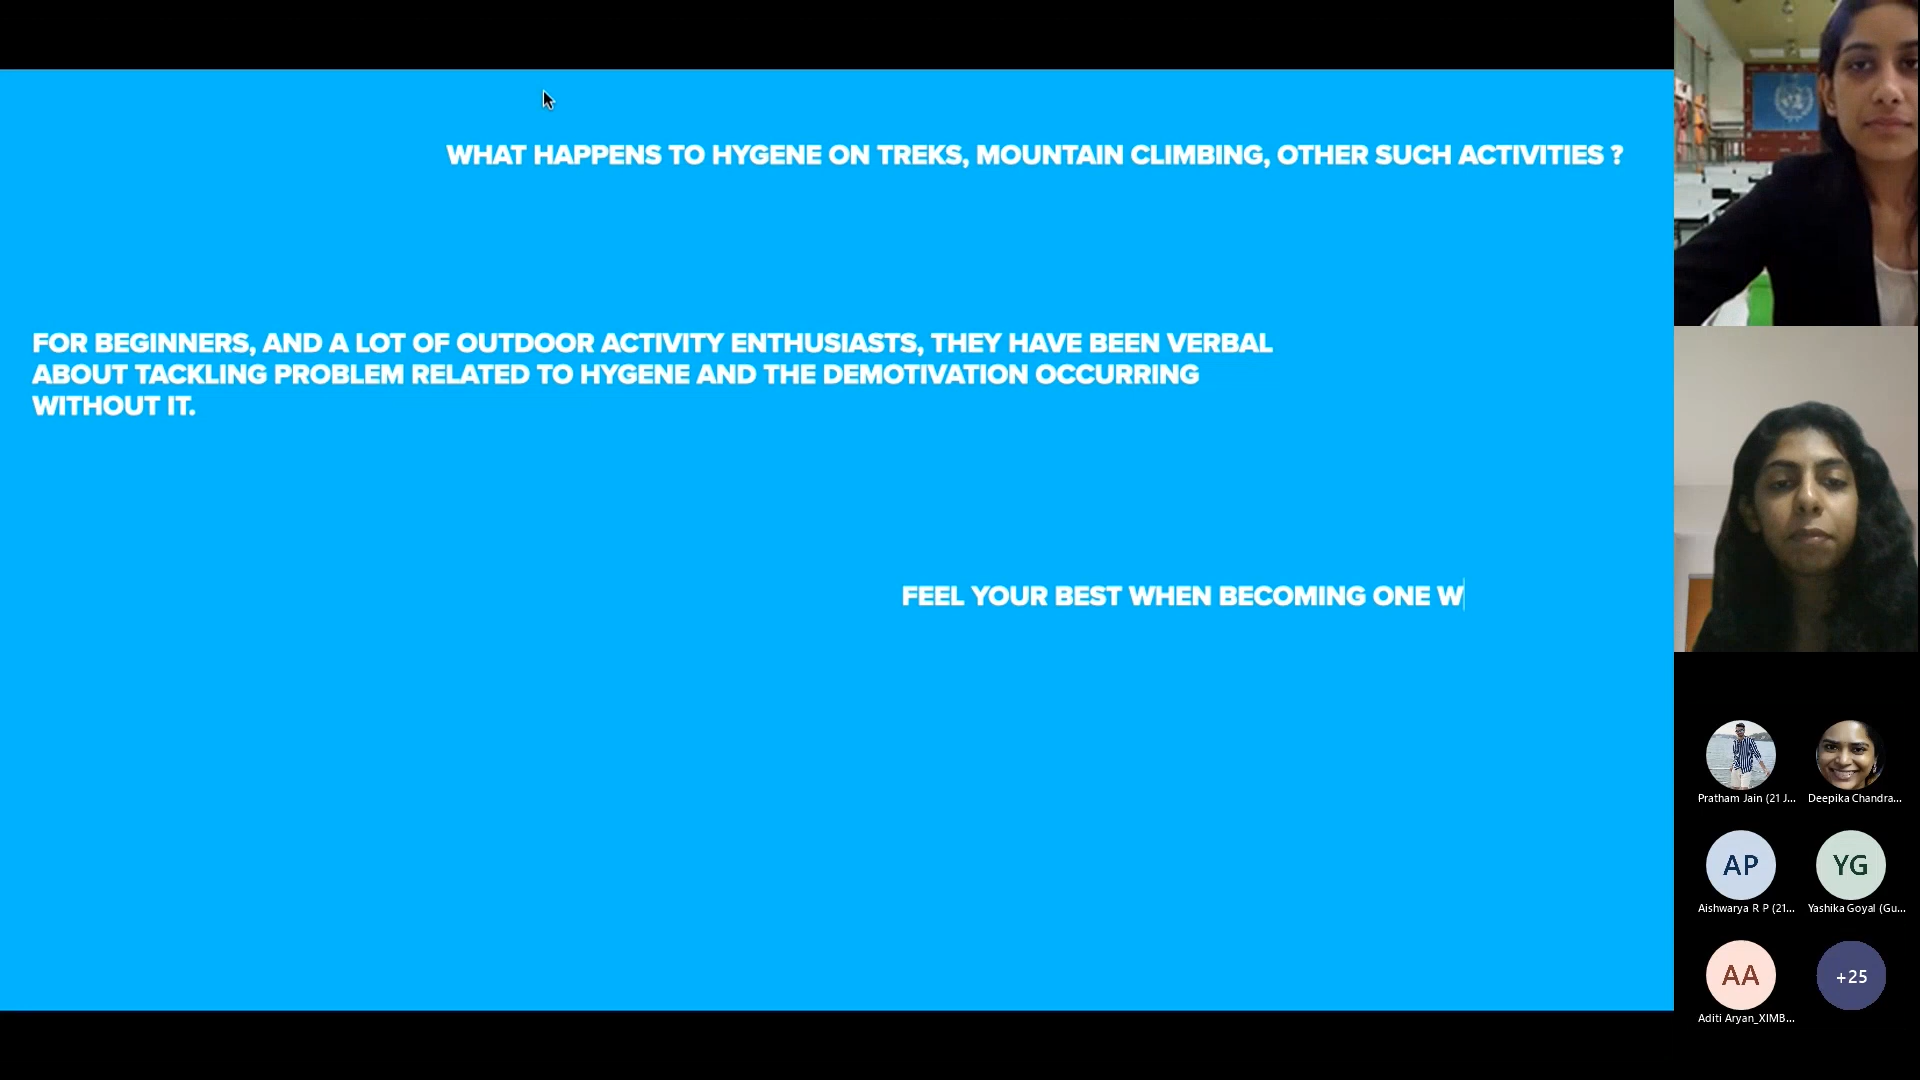 WHAT HAPPENS TO HYGENE ON TREKS, MOUNTAIN CLIMBING, OTHER SUCH ACTIVITIES ?
FOR BEGINNERS, AND A LOT OF OUTDOOR ACTIVITY ENTHUSIASTS, THEY HAVE BEEN VERBAL
ABOUT TACKLING PROBLEM RELATED TO HYGENE AND THE DEMOTIVATION OCCURRING
WITHOUT IT.
FEEL YOUR BEST WHEN BECOMING ONE W
Pratham Jain (21 J...
Deepika Chandra...
AP
YG
Aishwarya R P (21...
Yashika Goyal (Gu...
AA
+25
Aditi Aryan_XIMB...